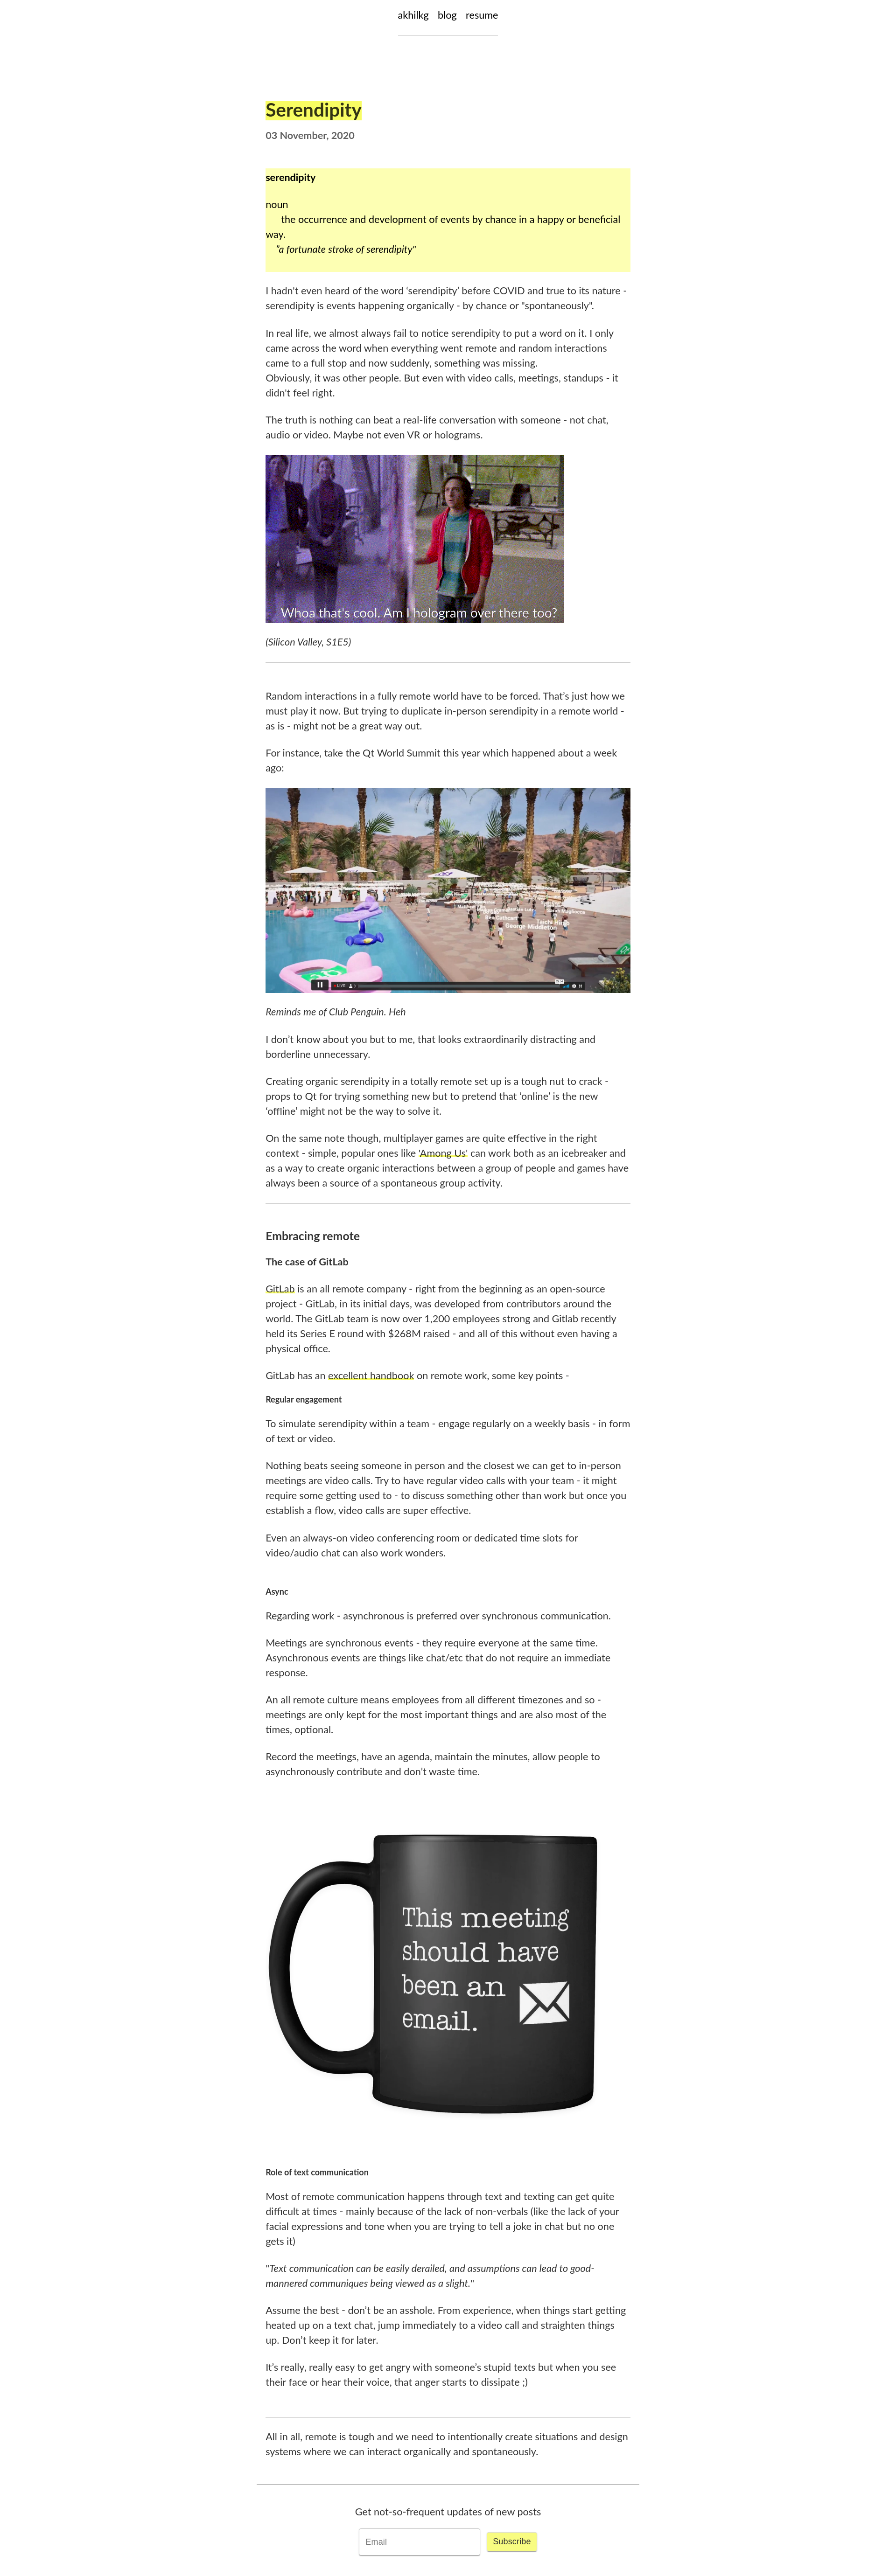 akhilkg blog resume
Serendipity
03 November, 2020
serendipity
noun
the occurrence and development of events by chance in a happy or beneficial
way.
"a fortunate stroke of serendipity"
I hadn't even heard of the word 'serendipity' before COVID and true to its nature -
serendipity is events happening organically - by chance or "spontaneously".
In real life, we almost always fail to notice serendipity to put a word on it. I only
came across the word when everything went remote and random interactions
came to a full stop and now suddenly, something was missing.
Obviously, it was other people. But even with video calls, meetings, standups - it
didn't feel right.
The truth is nothing can beat a real-life conversation with someone - not chat,
audio or video. Maybe not even VR or holograms.
Whoa that's cool. Am I hologram over there too?
(Silicon Valley, S1E5)
Random interactions in a fully remote world have to be forced. That's just how we
must play it now. But trying to duplicate in-person serendipity in a remote world -
as is - might not be a great way out.
For instance, take the Qt World Summit this year which happened about a week
ago:
George Middleton
LIVE
Reminds me of Club Penguin. Heh
I don't know about you but to me, that looks extraordinarily distracting and
borderline unnecessary.
Creating organic serendipity in a totally remote set up is a tough nut to crack -
props to Qt for trying something new but to pretend that 'online' is the new
'offline' might not be the way to solve it.
On the same note though, multiplayer games are quite effective in the right
context - simple, popular ones like 'Among Us' can work both as an icebreaker and
as a way to create organic interactions between a group of people and games have
always been a source of a spontaneous group activity.
Embracing remote
The case of GitLab
GitLab is an all remote company - right from the beginning as an open-source
project - GitLab, in its initial days, was developed from contributors around the
world. The GitLab team is now over 1,200 employees strong and Gitlab recently
held its Series E round with $268M raised - and all of this without even having a
physical office.
GitLab has an excellent handbook on remote work, some key points -
Regular engagement
To simulate serendipity within a team - engage regularly on a weekly basis - in form
of text or video.
Nothing beats seeing someone in person and the closest we can get to in-person
meetings are video calls. Try to have regular video calls with your team - it might
require some getting used to - to discuss something other than work but once you
establish a flow, video calls are super effective.
Even an always-on video conferencing room or dedicated time slots for
video/audio chat can also work wonders.
Async
Regarding work - asynchronous is preferred over synchronous communication.
Meetings are synchronous events - they require everyone at the same time.
Asynchronous events are things like chat/etc that do not require an immediate
response.
An all remote culture means employees from all different timezones and so -
meetings are only kept for the most important things and are also most of the
times, optional.
Record the meetings, have an agenda, maintain the minutes, allow people to
asynchronously contribute and don't waste time.
This meeting
should have
been an
email.
Role of text communication
Most of remote communication happens through text and texting can get quite
difficult at times - mainly because of the lack of non-verbals (like the lack of your
facial expressions and tone when you are trying to tell a joke in chat but no one
gets it)
"Text communication can be easily derailed, and assumptions can lead to good-
mannered communiques being viewed as a slight."
Assume the best - don't be an asshole. From experience, when things start getting
heated up on a text chat, jump immediately to a video call and straighten things
up. Don't keep it for later.
It's really, really easy to get angry with someone's stupid texts but when you see
their face or hear their voice, that anger starts to dissipate ;)
All in all, remote is tough and we need to intentionally create situations and design
systems where we can interact organically and spontaneously.
Get not-so-frequent updates of new posts
Email Subscribe